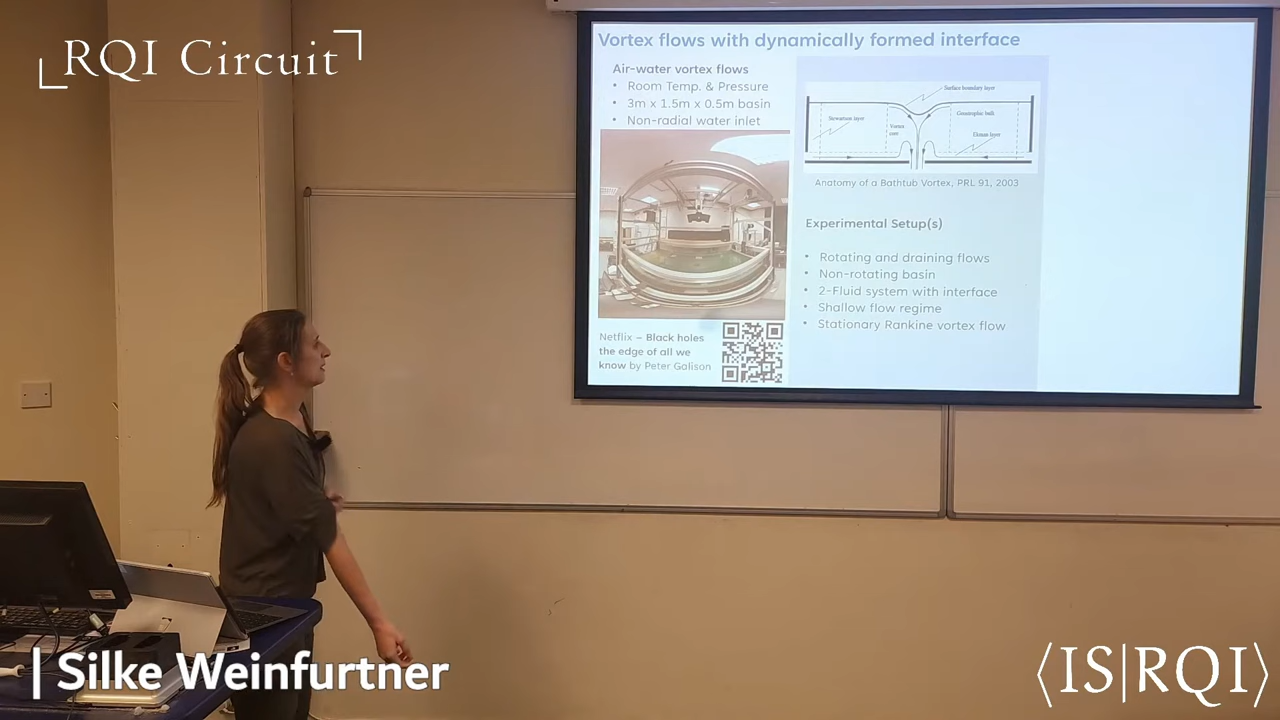 RQI Circuit
Vortex flows with dynamically formed interface
Air-water vortex flows
• Room Temp. & Pressure
• 3m x 1.5m x 0.5m basin
• Non-radial water inlet
Netflix – Black holes
the edge of all we
know by Peter Galison
Surface boundary layer
Stewartson layer
Vortex
core
Geostrophic bulk
Ekman layer
Anatomy of a Bathtub Vortex, PRL 91, 2003
Experimental Setup(s)
• Rotating and draining flows
• Non-rotating basin
• 2-Fluid system with interface
• Shallow flow regime
• Stationary Rankine vortex flow
| Silke Weinfurtner
⟨IS|RQI⟩